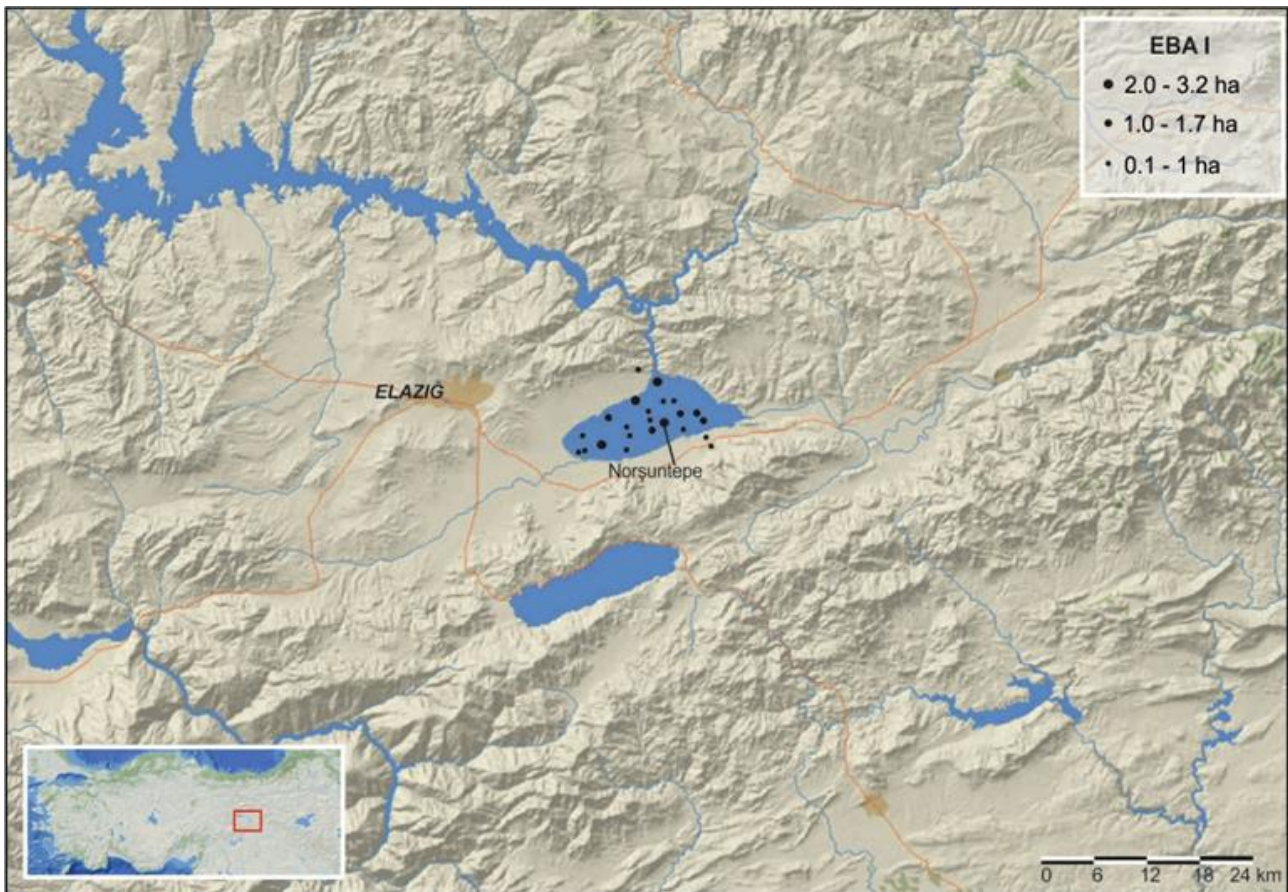 EBA I
2.0 - 3.2 ha
1.0 - 1.7 ha
0.1 - 1 ha
ELAZIĞ
Norşuntepe
0 6 12 18 24 km